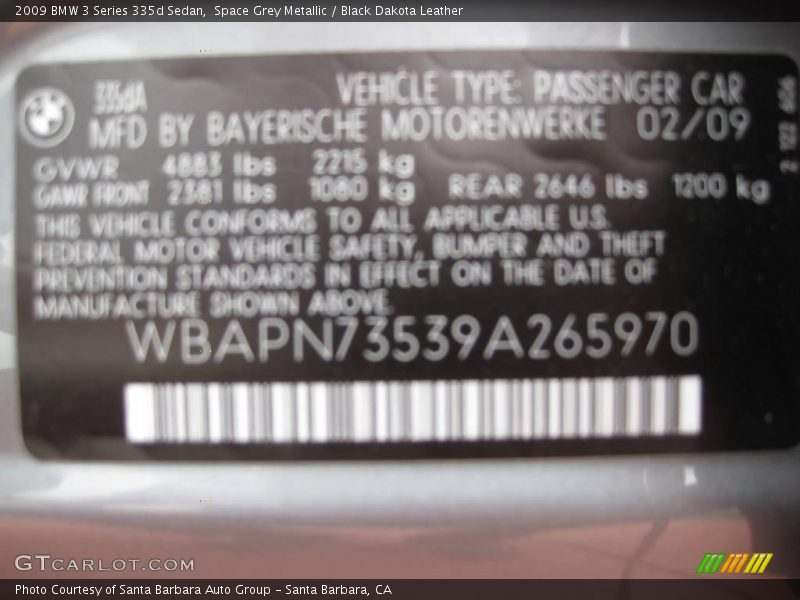 2009 BMW 3 Series 335d Sedan,  Space Grey Metallic / Black Dakota Leather
335dA VEHICLE TYPE: PASSENGER CAR
MFD BY BAYERISCHE MOTORENWERKE 02/09
GVWR 4883 lbs 2215 kg
GAWR FRONT 2381 lbs 1080 kg REAR 2646 lbs 1200 kg
THIS VEHICLE CONFORMS TO ALL APPLICABLE U.S.
FEDERAL MOTOR VEHICLE SAFETY, BUMPER AND THEFT
PREVENTION STANDARDS IN EFFECT ON THE DATE OF
MANUFACTURE SHOWN ABOVE.
WBAPN73539A265970
2 122 606
GTCARLOT.COM
Photo Courtesy of Santa Barbara Auto Group - Santa Barbara, CA